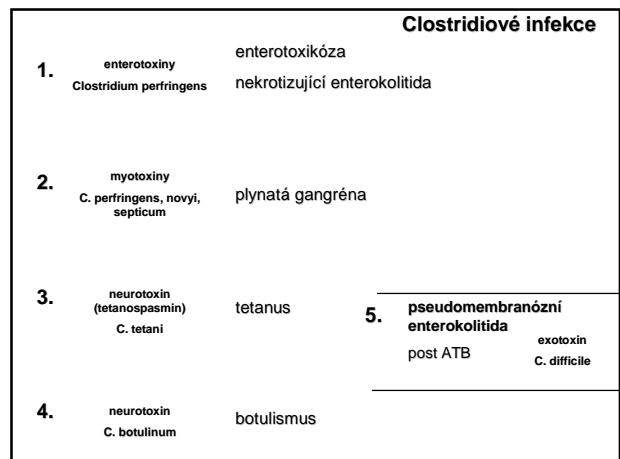 Clostridiové infekce
1.
enterotoxiny
Clostridium perfringens
enterotoxikóza
nekrotizující enterokolitida
2.
myotoxiny
C. perfringens, novyi,
septicum
plynatá gangréna
3.
neurotoxin
(tetanospasmin)
C. tetani
tetanus
5.
pseudomembranózní
enterokolitida
post ATB
exotoxin
C. difficile
4.
neurotoxin
C. botulinum
botulismus